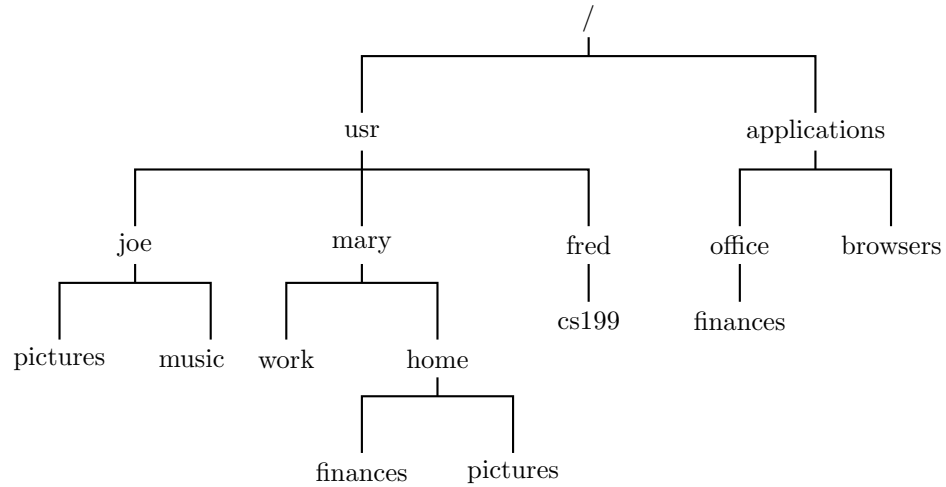 /
usr applications
joe mary fred office browsers
cs199 finances
pictures music work home
finances pictures